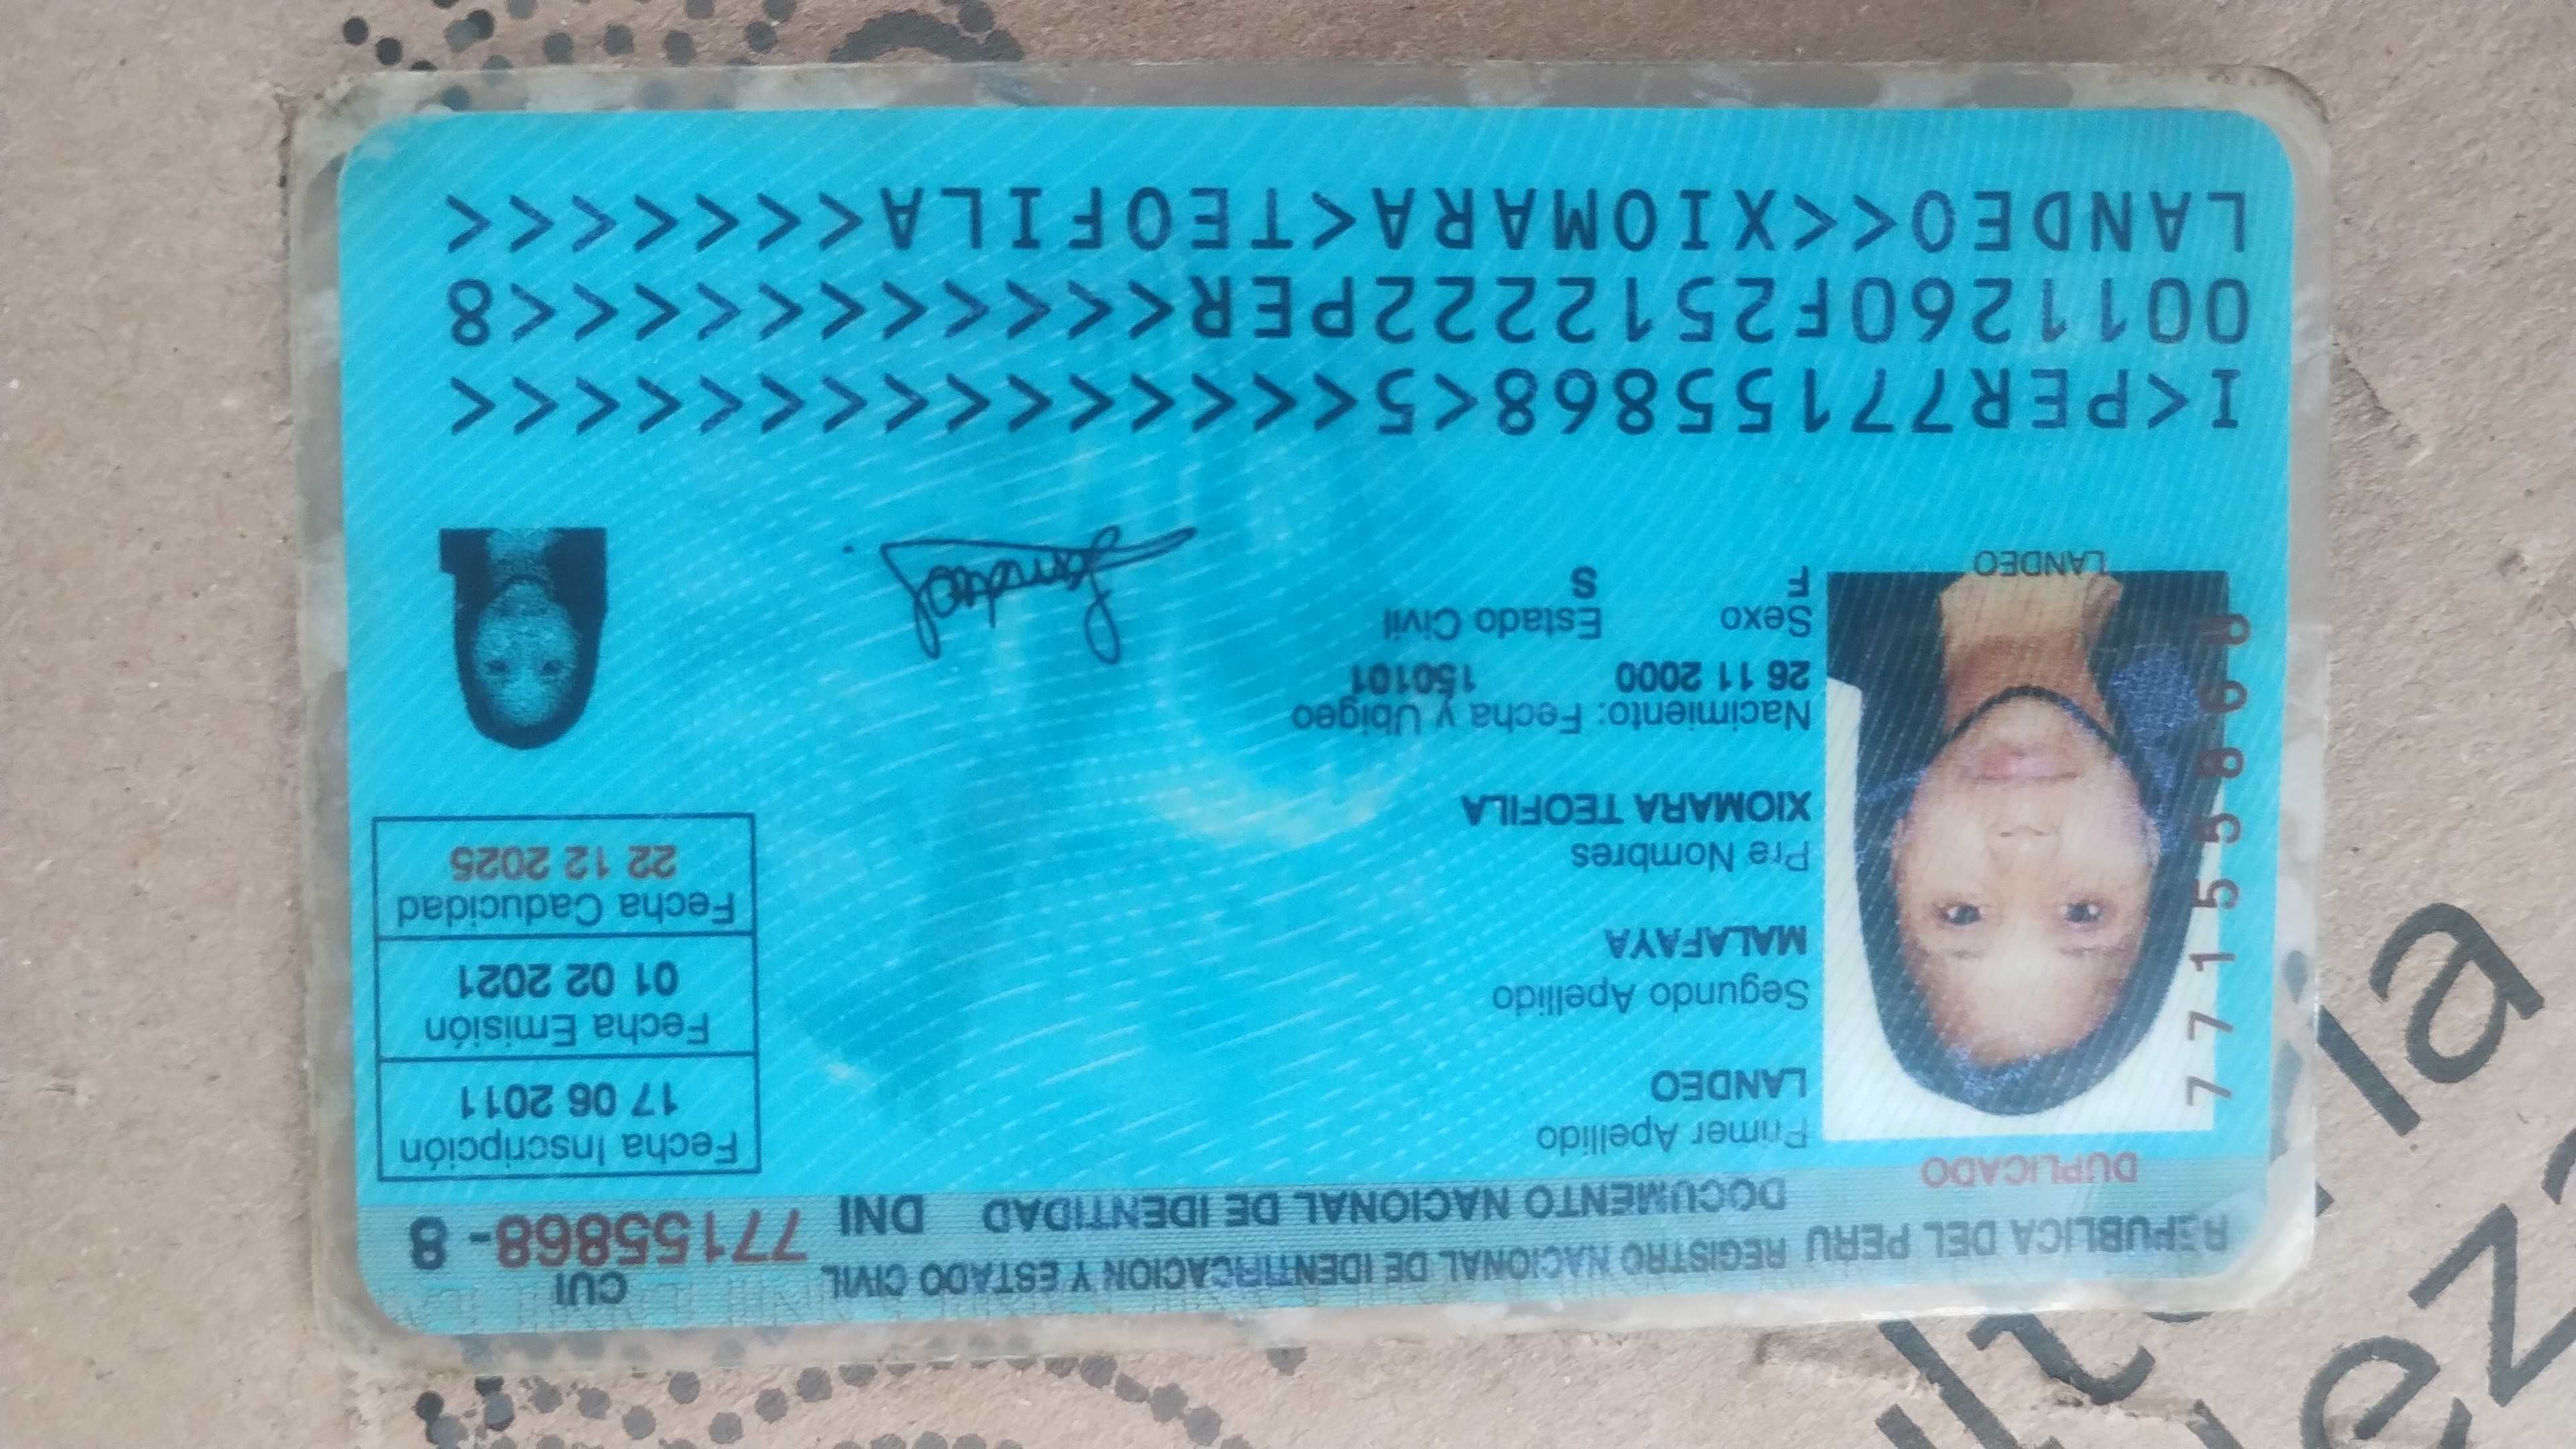 REPUBLICA DEL PERU REGISTRO NACIONAL DE IDENTIFICACION Y ESTADO CIVIL
CUI
DOCUMENTO NACIONAL DE IDENTIDAD DNI 77155868 - 8
DUPLICADO
77155868
LANDEO
Primer Apellido
LANDEO
Segundo Apellido
MALAFAYA
Pre Nombres
XIOMARA TEOFILA
Nacimiento: Fecha y Ubigeo
26 11 2000 150101
Sexo Estado Civil
F S
Fecha Inscripción
17 06 2011
Fecha Emisión
01 02 2021
Fecha Caducidad
22 12 2025
Landeo
I<PER77155868<5<<<<<<<<<<<<<<<
0011260F2512222PER<<<<<<<<<<<8
LANDEO<<XIOMARA<TEOFILA<<<<<<<